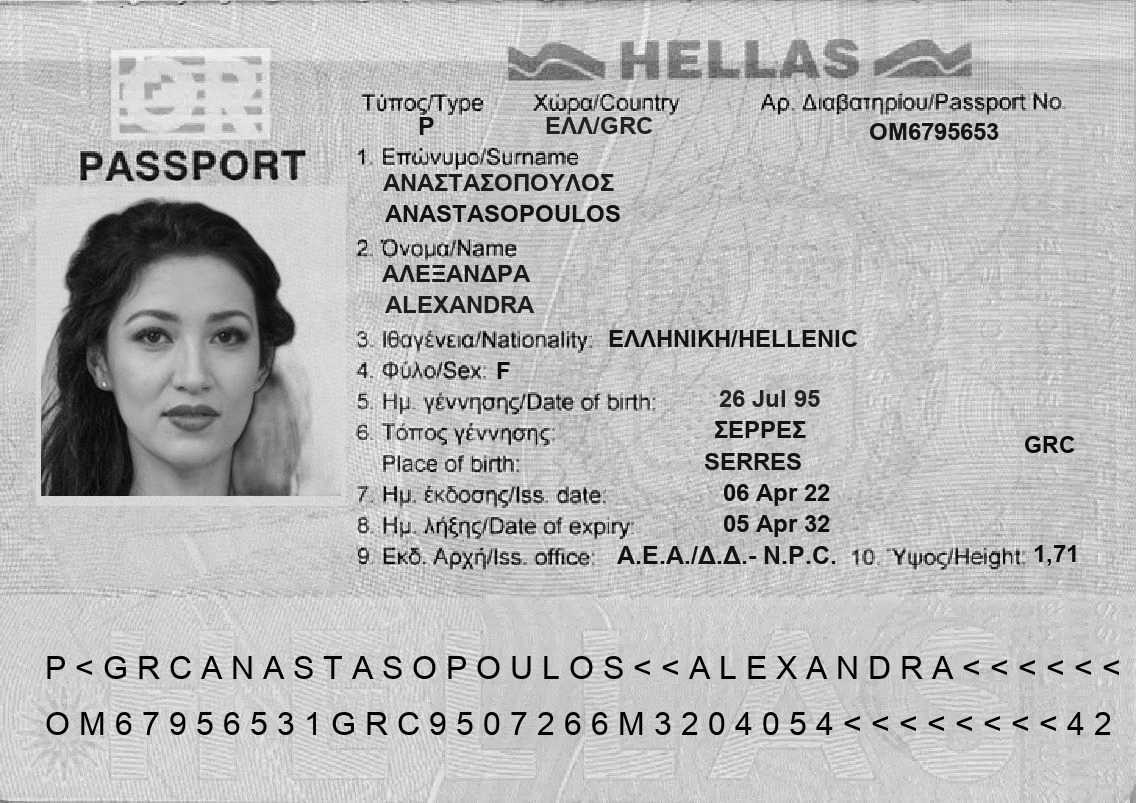 GR
HELLAS
PASSPORT
Τύπος/Type Χώρα/Country Αρ. Διαβατηρίου/Passport No.
P ΕΛΛ/GRC OM6795653
1. Επώνυμο/Surname
ΑΝΑΣΤΑΣΟΠΟΥΛΟΣ
ANASTASOPOULOS
2. Όνομα/Name
ΑΛΕΞΑΝΔΡΑ
ALEXANDRA
3. Ιθαγένεια/Nationality: ΕΛΛΗΝΙΚΗ/HELLENIC
4. Φύλο/Sex: F
5. Ημ. γέννησης/Date of birth: 26 Jul 95
6. Τόπος γέννησης: ΣΕΡΡΕΣ
Place of birth: SERRES GRC
7. Ημ. έκδοσης/Iss. date: 06 Apr 22
8. Ημ. λήξης/Date of expiry: 05 Apr 32
9 Εκδ. Αρχή/Iss. office: Α.Ε.Α./Δ.Δ.- N.P.C. 10. Ύψος/Height: 1,71
HELLAS
P<GRCANASTASOPOULOS<<ALEXANDRA<<<<<<
OM67956531GRC9507266M3204054<<<<<<<<42